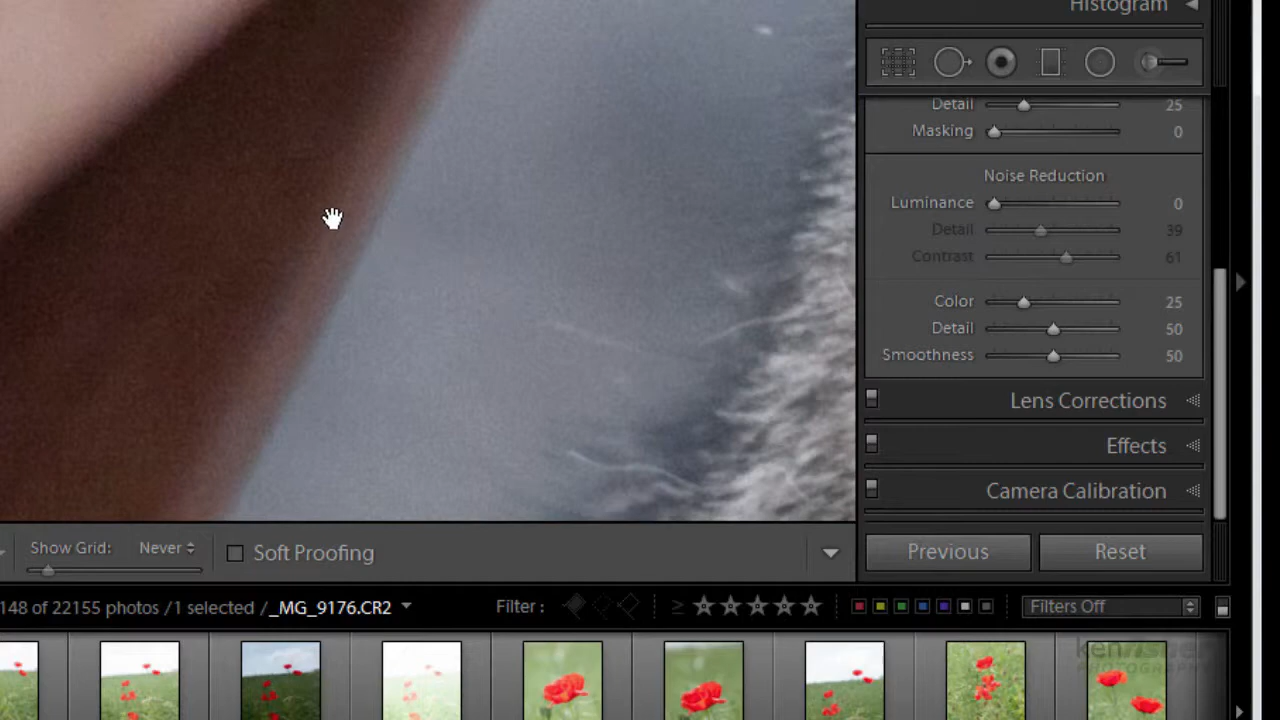 Histogram
Detail 25
Masking 0
Noise Reduction
Luminance 0
Detail 39
Contrast 61
Color 25
Detail 50
Smoothness 50
Lens Corrections
Effects
Camera Calibration
Show Grid: Never Soft Proofing
Previous Reset
148 of 22155 photos /1 selected /_MG_9176.CR2 Filter : ≥ Filters Off
PHOTOGRAPHY